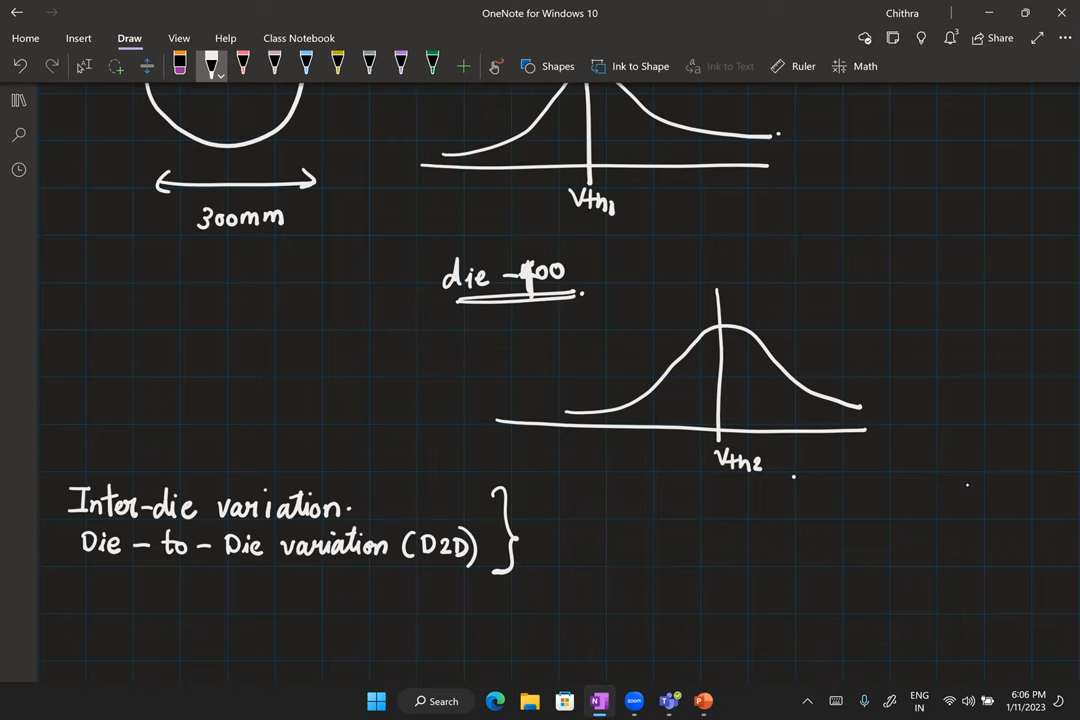 OneNote for Windows 10
Chithra
Home Insert Draw View Help Class Notebook
Share
Shapes Ink to Shape Ink to Text Ruler Math
300mm
Vth1
die - 400
Vth2
Inter-die variation.
Die - to - Die variation (D2D)
Search
ENG
IN
6:06 PM
1/11/2023